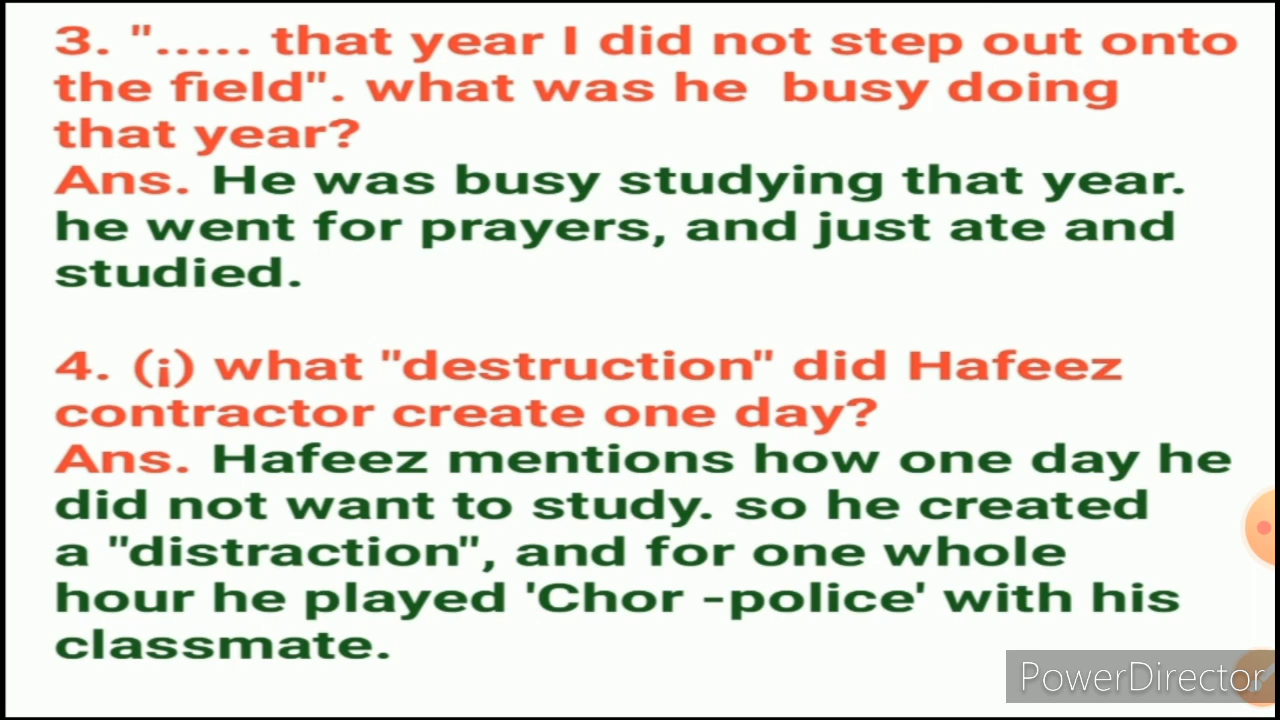 3. "..... that year I did not step out onto
the field". what was he busy doing
that year?
Ans. He was busy studying that year.
he went for prayers, and just ate and
studied.
4. (¡) what "destruction" did Hafeez
contractor create one day?
Ans. Hafeez mentions how one day he
did not want to study. so he created
a "distraction", and for one whole
hour he played 'Chor -police' with his
classmate.
PowerDirector